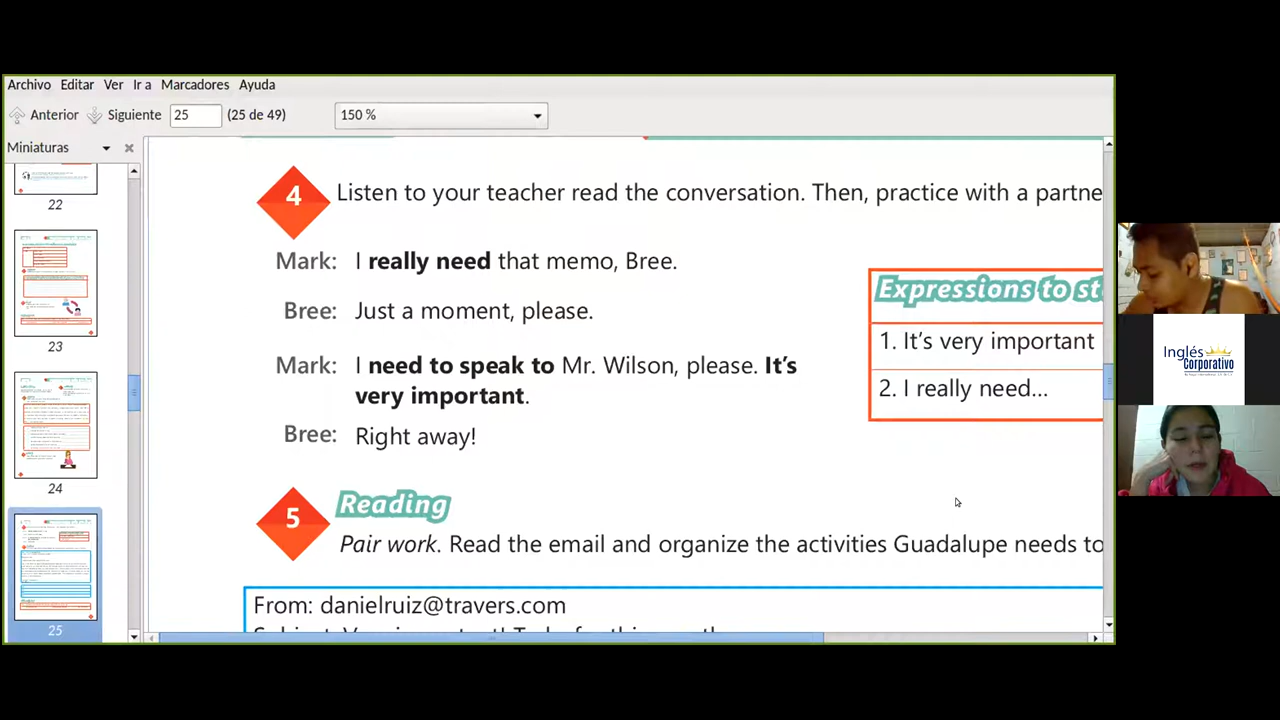 Archivo Editar Ver Ir a Marcadores Ayuda
Anterior Siguiente 25 (25 de 49) 150 %
Miniaturas
22
23
24
25
4 Listen to your teacher read the conversation. Then, practice with a partne
Mark: I really need that memo, Bree.
Bree: Just a moment, please.
Mark: I need to speak to Mr. Wilson, please. It's
very important.
Bree: Right away!
Expressions to st
1. It's very important
2. I really need...
5 Reading
Pair work. Read the email and organize the activities Guadalupe needs to
From: danielruiz@travers.com
Inglés
Corporativo